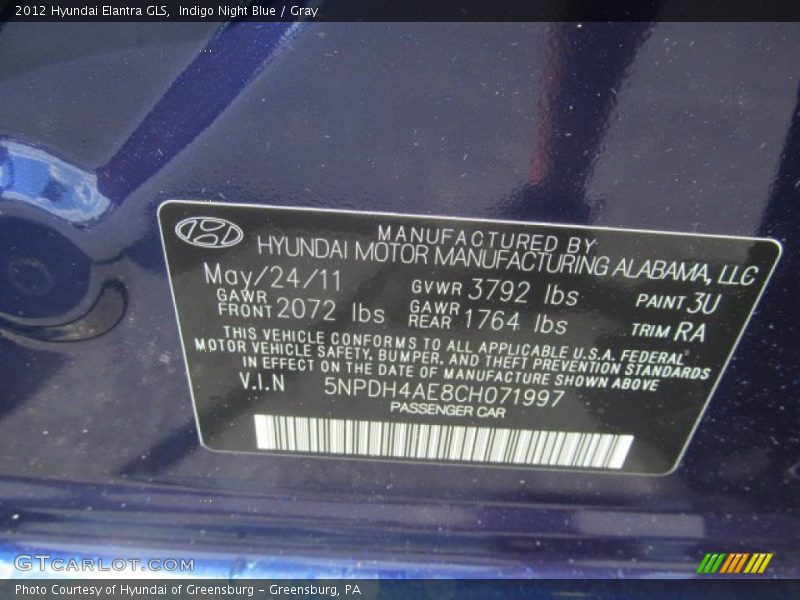 2012 Hyundai Elantra GLS,  Indigo Night Blue / Gray
MANUFACTURED BY
HYUNDAI MOTOR MANUFACTURING ALABAMA, LLC
May/24/11 GVWR 3792 lbs PAINT 3U
GAWR FRONT 2072 lbs GAWR REAR 1764 lbs TRIM RA
THIS VEHICLE CONFORMS TO ALL APPLICABLE U.S.A. FEDERAL
MOTOR VEHICLE SAFETY, BUMPER, AND THEFT PREVENTION STANDARDS
IN EFFECT ON THE DATE OF MANUFACTURE SHOWN ABOVE
V.I.N 5NPDH4AE8CH071997
PASSENGER CAR
GTCARLOT.COM
Photo Courtesy of Hyundai of Greensburg - Greensburg, PA